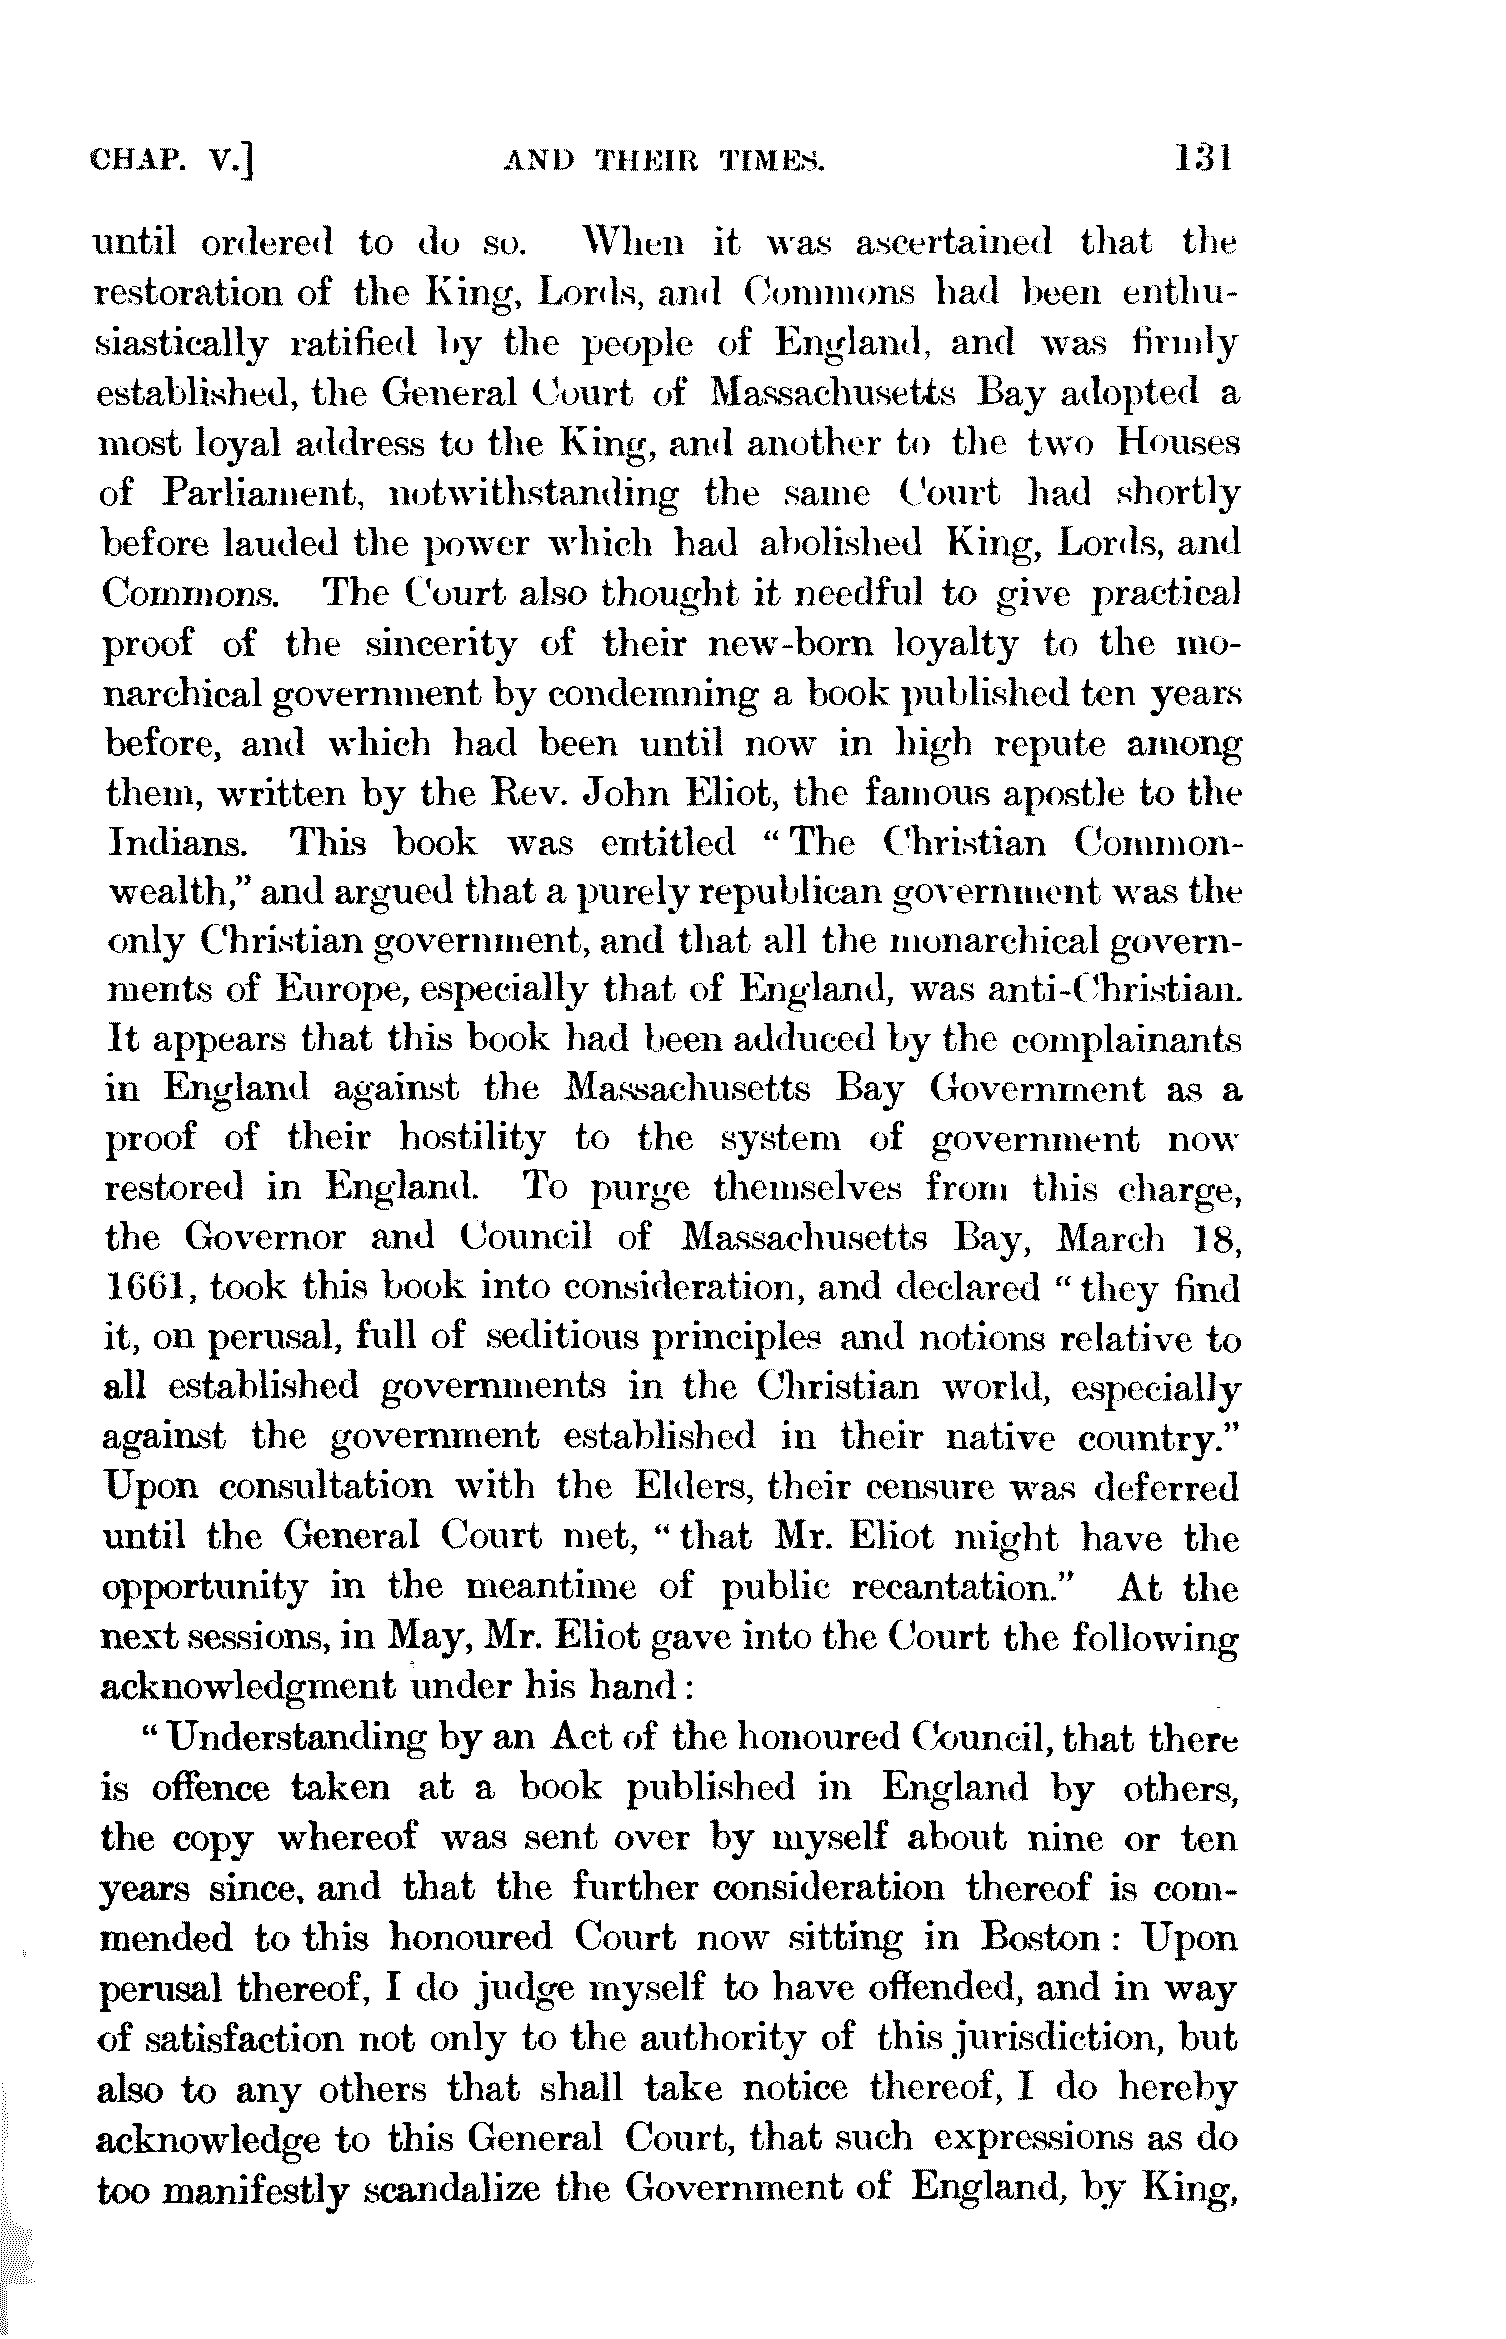 CHAP. V.] AND THEIR TIMES. 131
until ordered to do so. When it was ascertained that the
restoration of the King, Lords, and Commons had been enthu-
siastically ratified by the people of England, and was firmly
established, the General Court of Massachusetts Bay adopted a
most loyal address to the King, and another to the two Houses
of Parliament, notwithstanding the same Court had shortly
before lauded the power which had abolished King, Lords, and
Commons. The Court also thought it needful to give practical
proof of the sincerity of their new-born loyalty to the mo-
narchical government by condemning a book published ten years
before, and which had been until now in high repute among
them, written by the Rev. John Eliot, the famous apostle to the
Indians. This book was entitled “The Christian Common-
wealth,” and argued that a purely republican government was the
only Christian government, and that all the monarchical govern-
ments of Europe, especially that of England, was anti-Christian.
It appears that this book had been adduced by the complainants
in England against the Massachusetts Bay Government as a
proof of their hostility to the system of government now
restored in England. To purge themselves from this charge,
the Governor and Council of Massachusetts Bay, March 18,
1661, took this book into consideration, and declared “they find
it, on perusal, full of seditious principles and notions relative to
all established governments in the Christian world, especially
against the government established in their native country.”
Upon consultation with the Elders, their censure was deferred
until the General Court met, “that Mr. Eliot might have the
opportunity in the meantime of public recantation.” At the
next sessions, in May, Mr. Eliot gave into the Court the following
acknowledgment under his hand:
“Understanding by an Act of the honoured Council, that there
is offence taken at a book published in England by others,
the copy whereof was sent over by myself about nine or ten
years since, and that the further consideration thereof is com-
mended to this honoured Court now sitting in Boston: Upon
perusal thereof, I do judge myself to have offended, and in way
of satisfaction not only to the authority of this jurisdiction, but
also to any others that shall take notice thereof, I do hereby
acknowledge to this General Court, that such expressions as do
too manifestly scandalize the Government of England, by King,